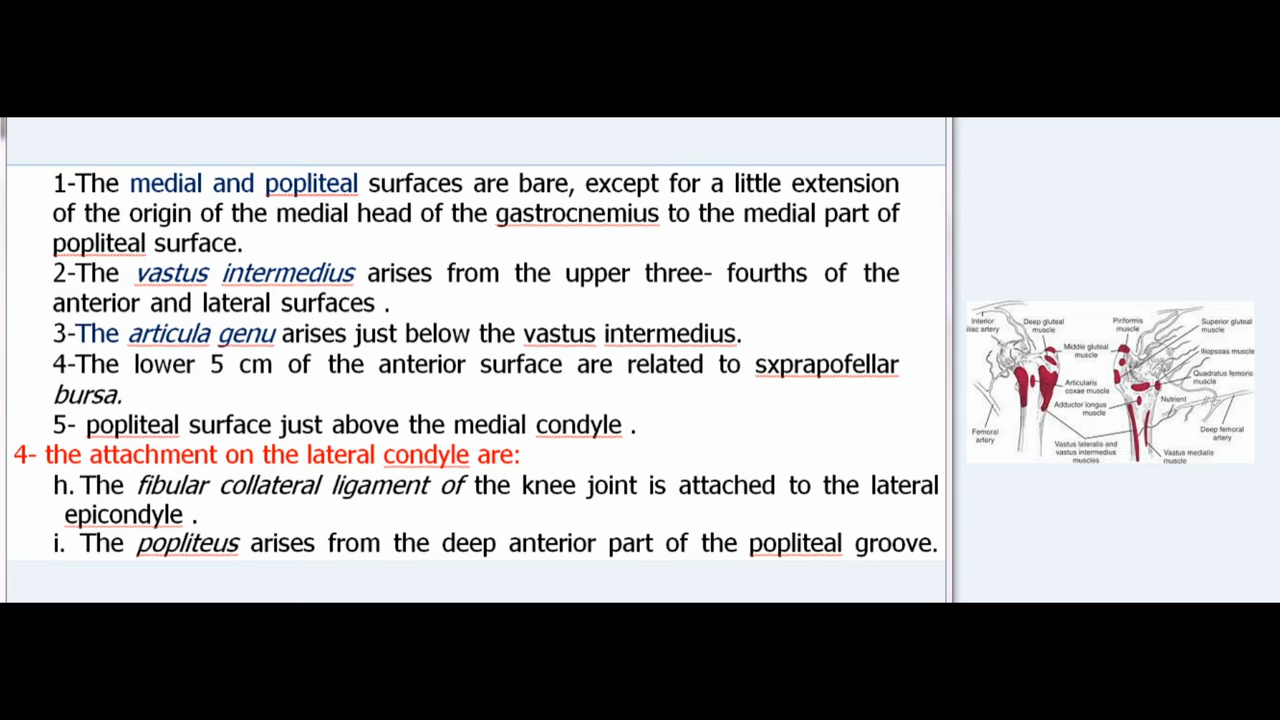 1-The medial and popliteal surfaces are bare, except for a little extension
of the origin of the medial head of the gastrocnemius to the medial part of
popliteal surface.
2-The vastus intermedius arises from the upper three- fourths of the
anterior and lateral surfaces .
3-The articula genu arises just below the vastus intermedius.
4-The lower 5 cm of the anterior surface are related to sxprapofellar
bursa.
5- popliteal surface just above the medial condyle .
4- the attachment on the lateral condyle are:
h. The fibular collateral ligament of the knee joint is attached to the lateral
epicondyle .
i. The popliteus arises from the deep anterior part of the popliteal groove.
Interior
iliac artery
Deep gluteal
muscle
Piriformis
muscle
Superior gluteal
muscle
Middle gluteal
muscle
Iliopsoas muscle
Quadratus femoris
muscle
Articularis
coxae muscle
Adductor longus
muscle
Nutrient
Femoral
artery
Deep femoral
artery
Vastus lateralis and
vastus intermedius
muscles
Vastus medialis
muscle